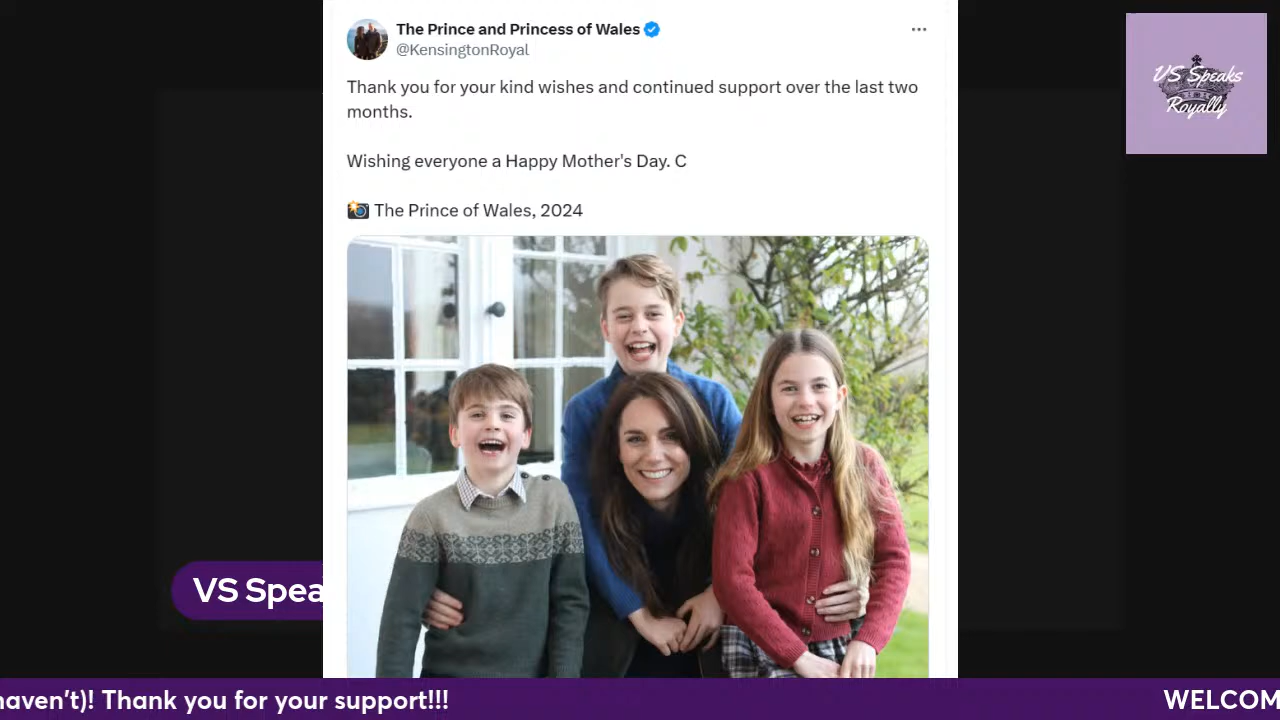 The Prince and Princess of Wales
@KensingtonRoyal
Thank you for your kind wishes and continued support over the last two
months.
Wishing everyone a Happy Mother's Day. C
The Prince of Wales, 2024
VS Speaks
Royally
VS Spea
haven't)! Thank you for your support!!!
WELCOM